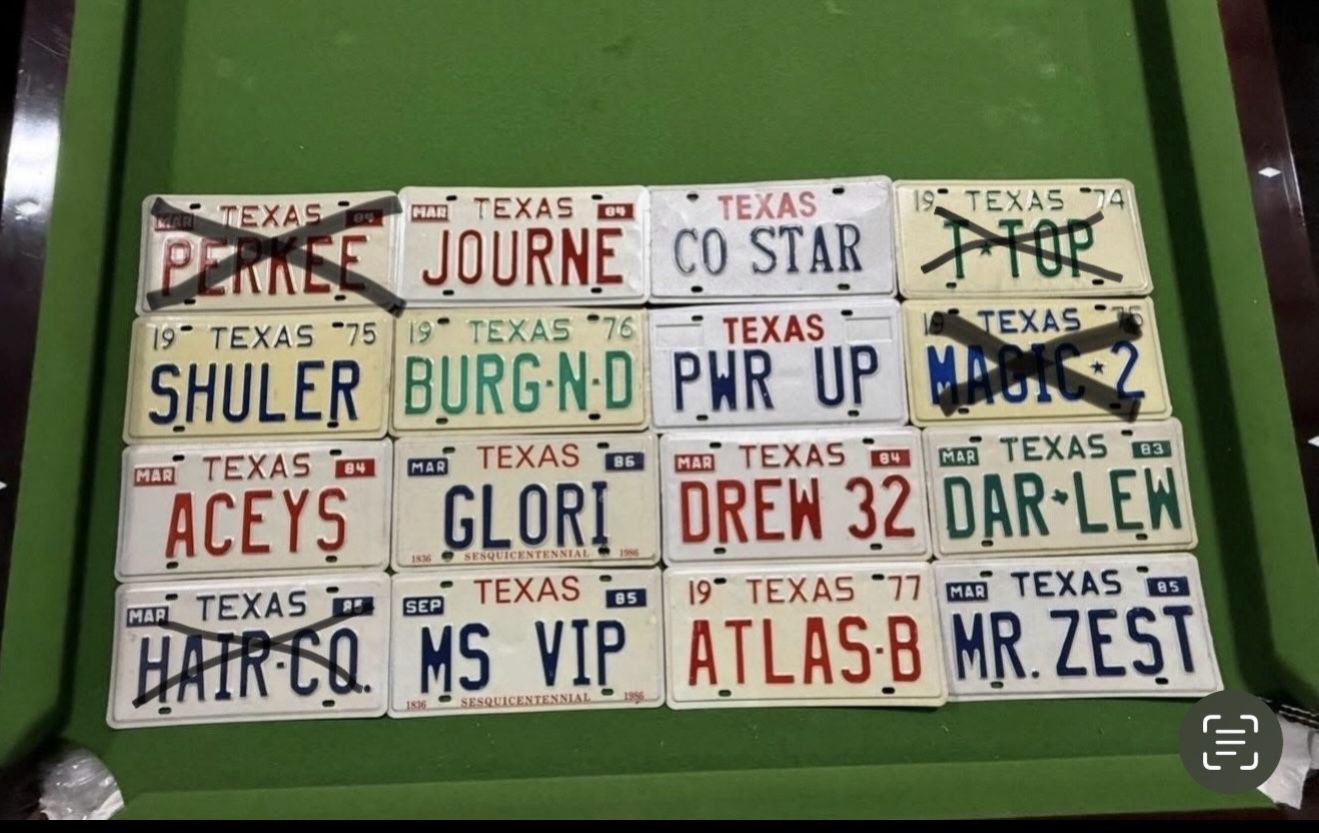 MAR TEXAS 84
PERKEE
MAR TEXAS 84
JOURNE
TEXAS
CO STAR
19 TEXAS 74
T*TOP
19 TEXAS 75
SHULER
19 TEXAS 76
BURG·N·D
TEXAS
PWR UP
19 TEXAS 75
MAGIC*2
MAR TEXAS 84
ACEYS
MAR TEXAS 86
GLORI
1836 SESQUICENTENNIAL 1986
MAR TEXAS 84
DREW 32
MAR TEXAS 83
DAR LEW
MAR TEXAS 85
HAIR-CO.
SEP TEXAS 85
MS VIP
1836 SESQUICENTENNIAL 1986
19 TEXAS 77
ATLAS·B
MAR TEXAS 85
MR. ZEST